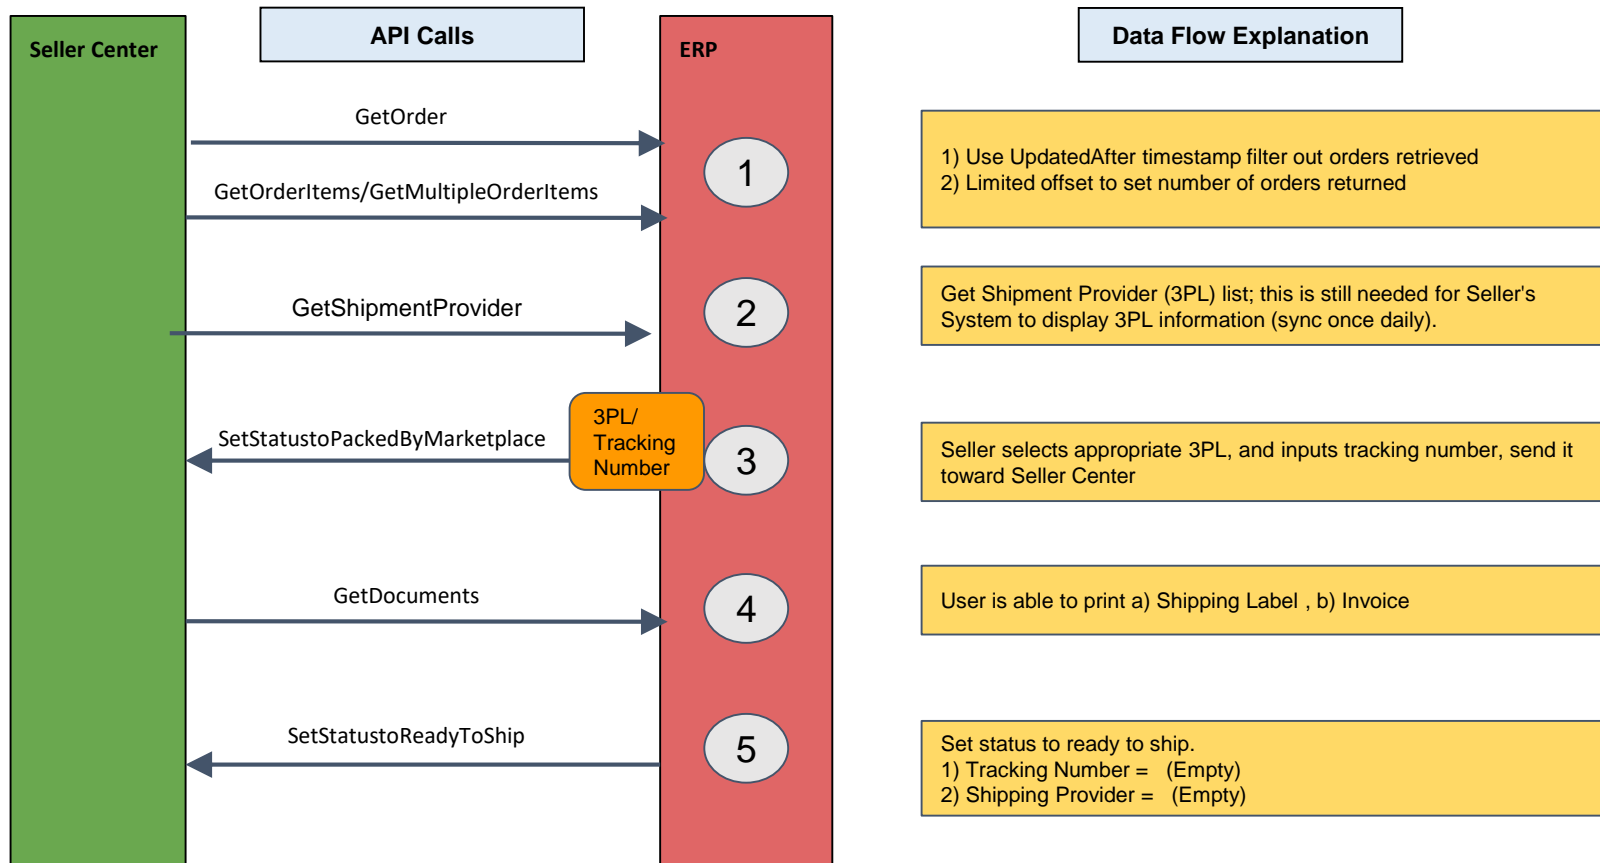 Seller Center
API Calls
ERP
Data Flow Explanation
GetOrder
1
1) Use UpdatedAfter timestamp filter out orders retrieved
2) Limited offset to set number of orders returned
GetOrderItems/GetMultipleOrderItems
GetShipmentProvider
2
Get Shipment Provider (3PL) list; this is still needed for Seller's
System to display 3PL information (sync once daily).
SetStatustoPackedByMarketplace
3PL/
Tracking
Number
3
Seller selects appropriate 3PL, and inputs tracking number, send it
toward Seller Center
GetDocuments
4
User is able to print a) Shipping Label , b) Invoice
SetStatustoReadyToShip
5
Set status to ready to ship.
1) Tracking Number =   (Empty)
2) Shipping Provider =   (Empty)